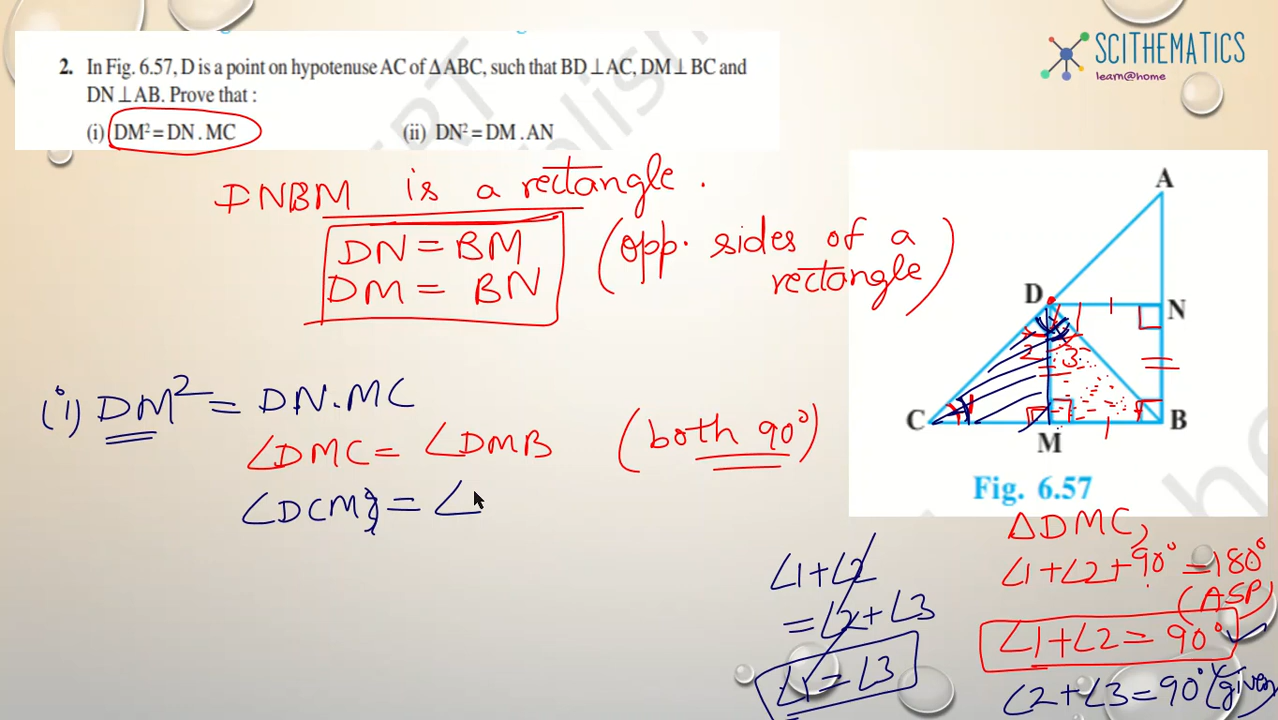 SCITHEMATICS
learn@home
2. In Fig. 6.57, D is a point on hypotenuse AC of ΔABC, such that BD ⊥ AC, DM ⊥ BC and
DN ⊥ AB. Prove that :
(i) DM² = DN . MC (ii) DN² = DM . AN
DNBM is a rectangle.
DN = BM
DM = BN
(opp. sides of a
rectangle)
(i) DM² = DN.MC
∠DMC = ∠DMB (both 90°)
∠DCM = ∠
A
D
N
2
3
C
M
B
Fig. 6.57
ΔDMC,
∠1+∠2+90° = 180°
(ASP)
∠1+∠2 = 90°
∠2+∠3 = 90° (given)
∠1+∠2
= ∠2+∠3
∠1 = ∠3